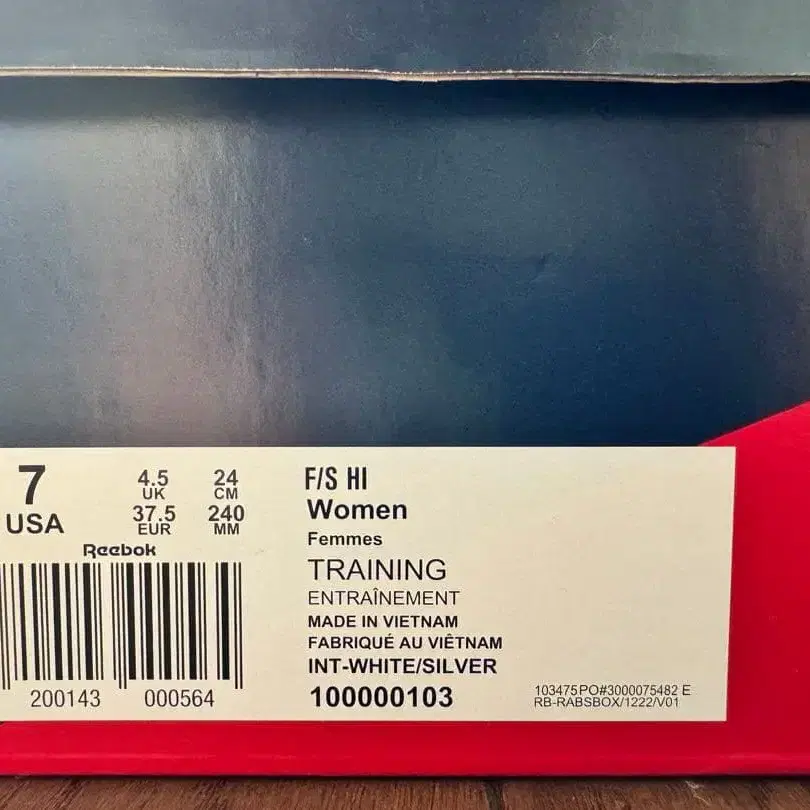 7
USA
4.5
UK
24
CM
37.5
EUR
240
MM
Reebok
200143 000564
F/S HI
Women
Femmes
TRAINING
ENTRAÎNEMENT
MADE IN VIETNAM
FABRIQUÉ AU VIÊTNAM
INT-WHITE/SILVER
100000103
103475PO#3000075482 E
RB-RABSBOX/1222/V01